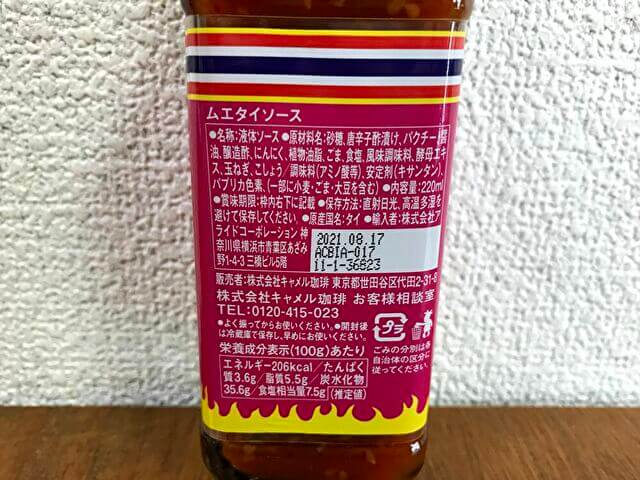 ムエタイソース
●名称:液体ソース●原材料名:砂糖、唐辛子酢漬け、パクチー、醤
油、醸造酢、にんにく、植物油脂、ごま、食塩、風味調味料、酵母エキ
ス、玉ねぎ、こしょう/調味料(アミノ酸等)、安定剤(キサンタン)、
パプリカ色素、(一部に小麦・ごま・大豆を含む)●内容量:220ml
●賞味期限:枠内右下に記載●保存方法:直射日光、高温多湿を
避けて保存してください。●原産国名:タイ●輸入者:株式会社ア
ライドコーポレーション 神
奈川県横浜市青葉区あざみ
野1-4-3 三橋ビル5階
2021.08.17
ACBIA-017
11-1-36823
販売者:株式会社キャメル珈琲 東京都世田谷区代田2-31-8
株式会社キャメル珈琲 お客様相談室
TEL:0120-415-023
●よく振ってからお使いください。●開封後
は冷蔵庫で保存し、早めにお使いください。
プラ
ごみの分別は各
自治体の区分に
従ってください。
栄養成分表示(100g)あたり
エネルギー206kcal/たんぱく
質3.6g/脂質5.5g/炭水化物
35.6g/食塩相当量7.5g(推定値)